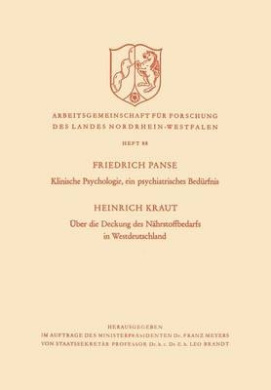 ARBEITSGEMEINSCHAFT FÜR FORSCHUNG
DES LANDES NORDRHEIN-WESTFALEN
HEFT 88
FRIEDRICH PANSE
Klinische Psychologie, ein psychiatrisches Bedürfnis
HEINRICH KRAUT
Über die Deckung des Nährstoffbedarfs
in Westdeutschland
HERAUSGEGEBEN
IM AUFTRAGE DES MINISTERPRÄSIDENTEN Dr. FRANZ MEYERS
VON STAATSSEKRETÄR PROFESSOR Dr. h. c. Dr. E. h. LEO BRANDT